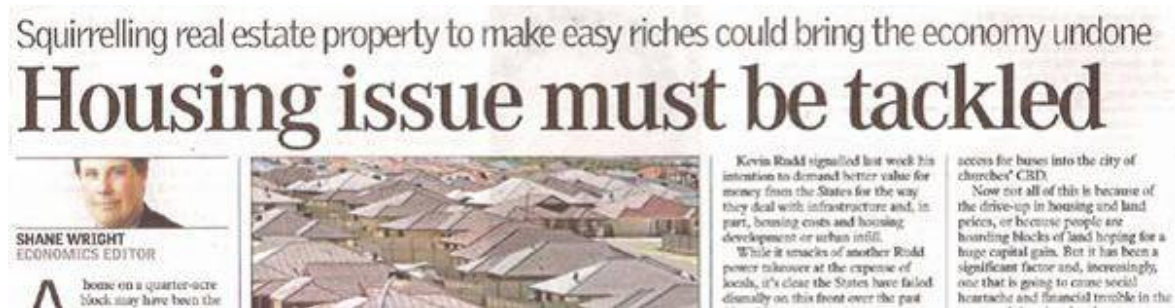 Squirrelling real estate property to make easy riches could bring the economy undone
Housing issue must be tackled
SHANE WRIGHT
ECONOMICS EDITOR
A home on a quarter-acre
block may have been the
Kevin Rudd signalled last week his
intention to demand better value for
money from the States for the way
they deal with infrastructure and, in
part, housing costs and housing
development or urban infill.
While it smacks of another Rudd
power takeover at the expense of
locals, it's clear the States have failed
dismally on this front over the past
access for buses into the city of
churches' CBD.
Now not all of this is because of
the drive-up in housing and land
prices, or because people are
hoarding blocks of land hoping for a
huge capital gain. But it has been a
significant factor and, increasingly,
one that is going to cause social
heartache and financial trouble in the